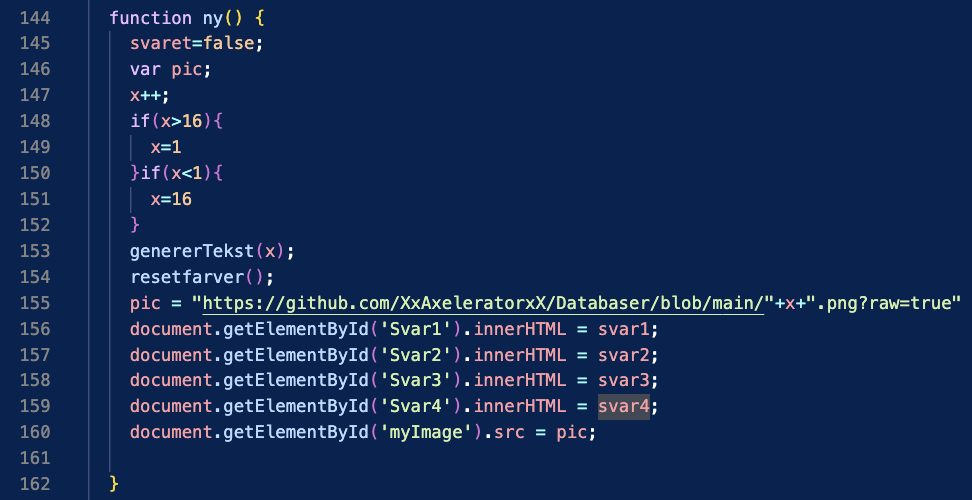 144 function ny() {
145 svaret=false;
146 var pic;
147 x++;
148 if(x>16){
149 x=1
150 }if(x<1){
151 x=16
152 }
153 genererTekst(x);
154 resetfarver();
155 pic = "https://github.com/XxAxeleratorxX/Databaser/blob/main/"+x+".png?raw=true"
156 document.getElementById('Svar1').innerHTML = svar1;
157 document.getElementById('Svar2').innerHTML = svar2;
158 document.getElementById('Svar3').innerHTML = svar3;
159 document.getElementById('Svar4').innerHTML = svar4;
160 document.getElementById('myImage').src = pic;
161
162 }